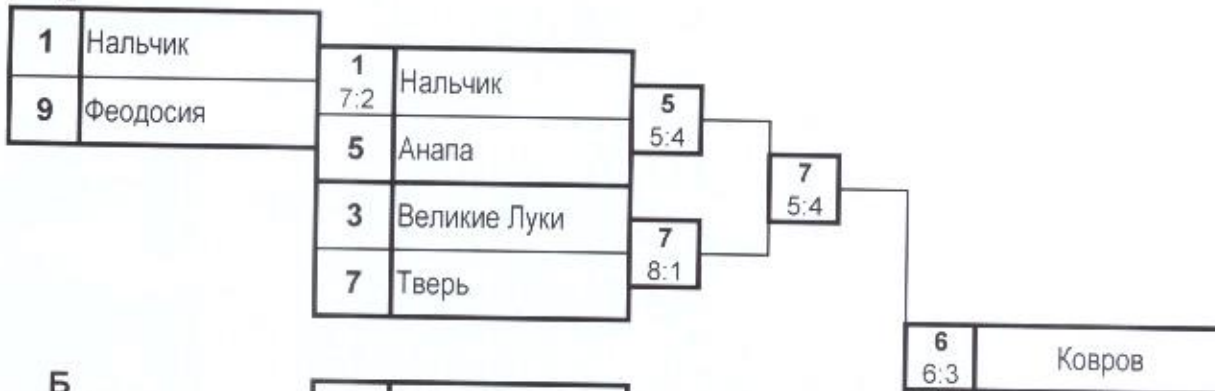 1 Нальчик
9 Феодосия
1 7:2 Нальчик
5 Анапа
3 Великие Луки
7 Тверь
5 5:4
7 8:1
7 5:4
6 6:3 Ковров
Б